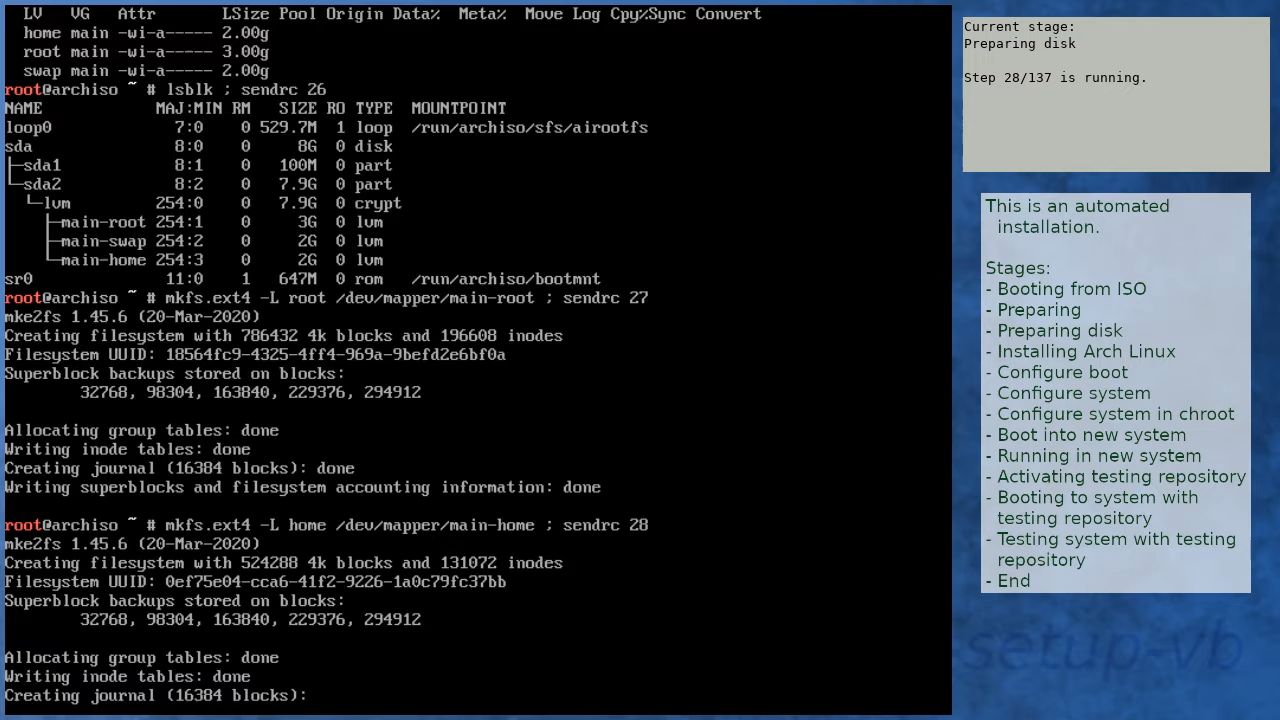 LV   VG   Attr       LSize Pool Origin Data%  Meta%  Move Log Cpy%Sync Convert
  home main -wi-a----- 2.00g
  root main -wi-a----- 3.00g
  swap main -wi-a----- 2.00g
root@archiso ~ # lsblk ; sendrc 26
NAME            MAJ:MIN RM   SIZE RO TYPE  MOUNTPOINT
loop0             7:0    0 529.7M  1 loop  /run/archiso/sfs/airootfs
sda               8:0    0     8G  0 disk
├─sda1            8:1    0   100M  0 part
└─sda2            8:2    0   7.9G  0 part
  └─lvm         254:0    0   7.9G  0 crypt
    ├─main-root 254:1    0     3G  0 lvm
    ├─main-swap 254:2    0     2G  0 lvm
    └─main-home 254:3    0     2G  0 lvm
sr0              11:0    1   647M  0 rom   /run/archiso/bootmnt
root@archiso ~ # mkfs.ext4 -L root /dev/mapper/main-root ; sendrc 27
mke2fs 1.45.6 (20-Mar-2020)
Creating filesystem with 786432 4k blocks and 196608 inodes
Filesystem UUID: 18564fc9-4325-4ff4-969a-9befd2e6bf0a
Superblock backups stored on blocks:
        32768, 98304, 163840, 229376, 294912
Allocating group tables: done
Writing inode tables: done
Creating journal (16384 blocks): done
Writing superblocks and filesystem accounting information: done
root@archiso ~ # mkfs.ext4 -L home /dev/mapper/main-home ; sendrc 28
mke2fs 1.45.6 (20-Mar-2020)
Creating filesystem with 524288 4k blocks and 131072 inodes
Filesystem UUID: 0ef75e04-cca6-41f2-9226-1a0c79fc37bb
Superblock backups stored on blocks:
        32768, 98304, 163840, 229376, 294912
Allocating group tables: done
Writing inode tables: done
Creating journal (16384 blocks):
Current stage:
Preparing disk
Step 28/137 is running.
This is an automated
installation.
Stages:
- Booting from ISO
- Preparing
- Preparing disk
- Installing Arch Linux
- Configure boot
- Configure system
- Configure system in chroot
- Boot into new system
- Running in new system
- Activating testing repository
- Booting to system with
testing repository
- Testing system with testing
repository
- End
setup-vb